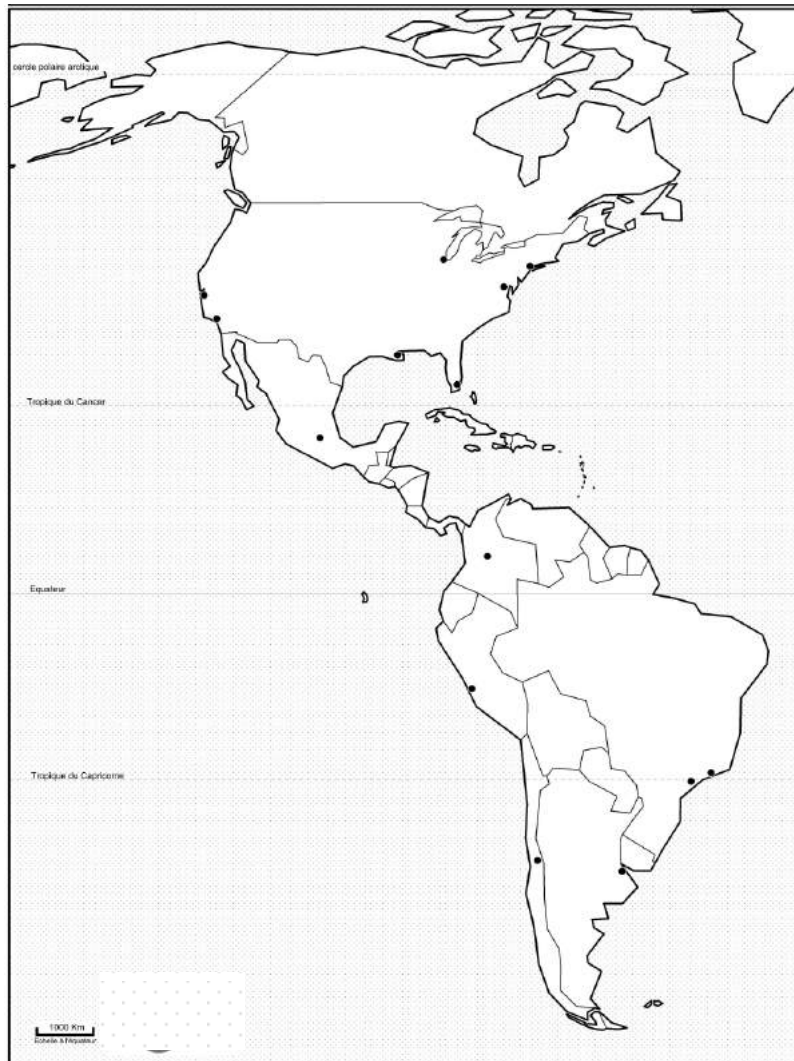 cercle polaire arctique
Tropique du Cancer
Equateur
Tropique du Capricorne
1000 Km
Echelle à l'équateur